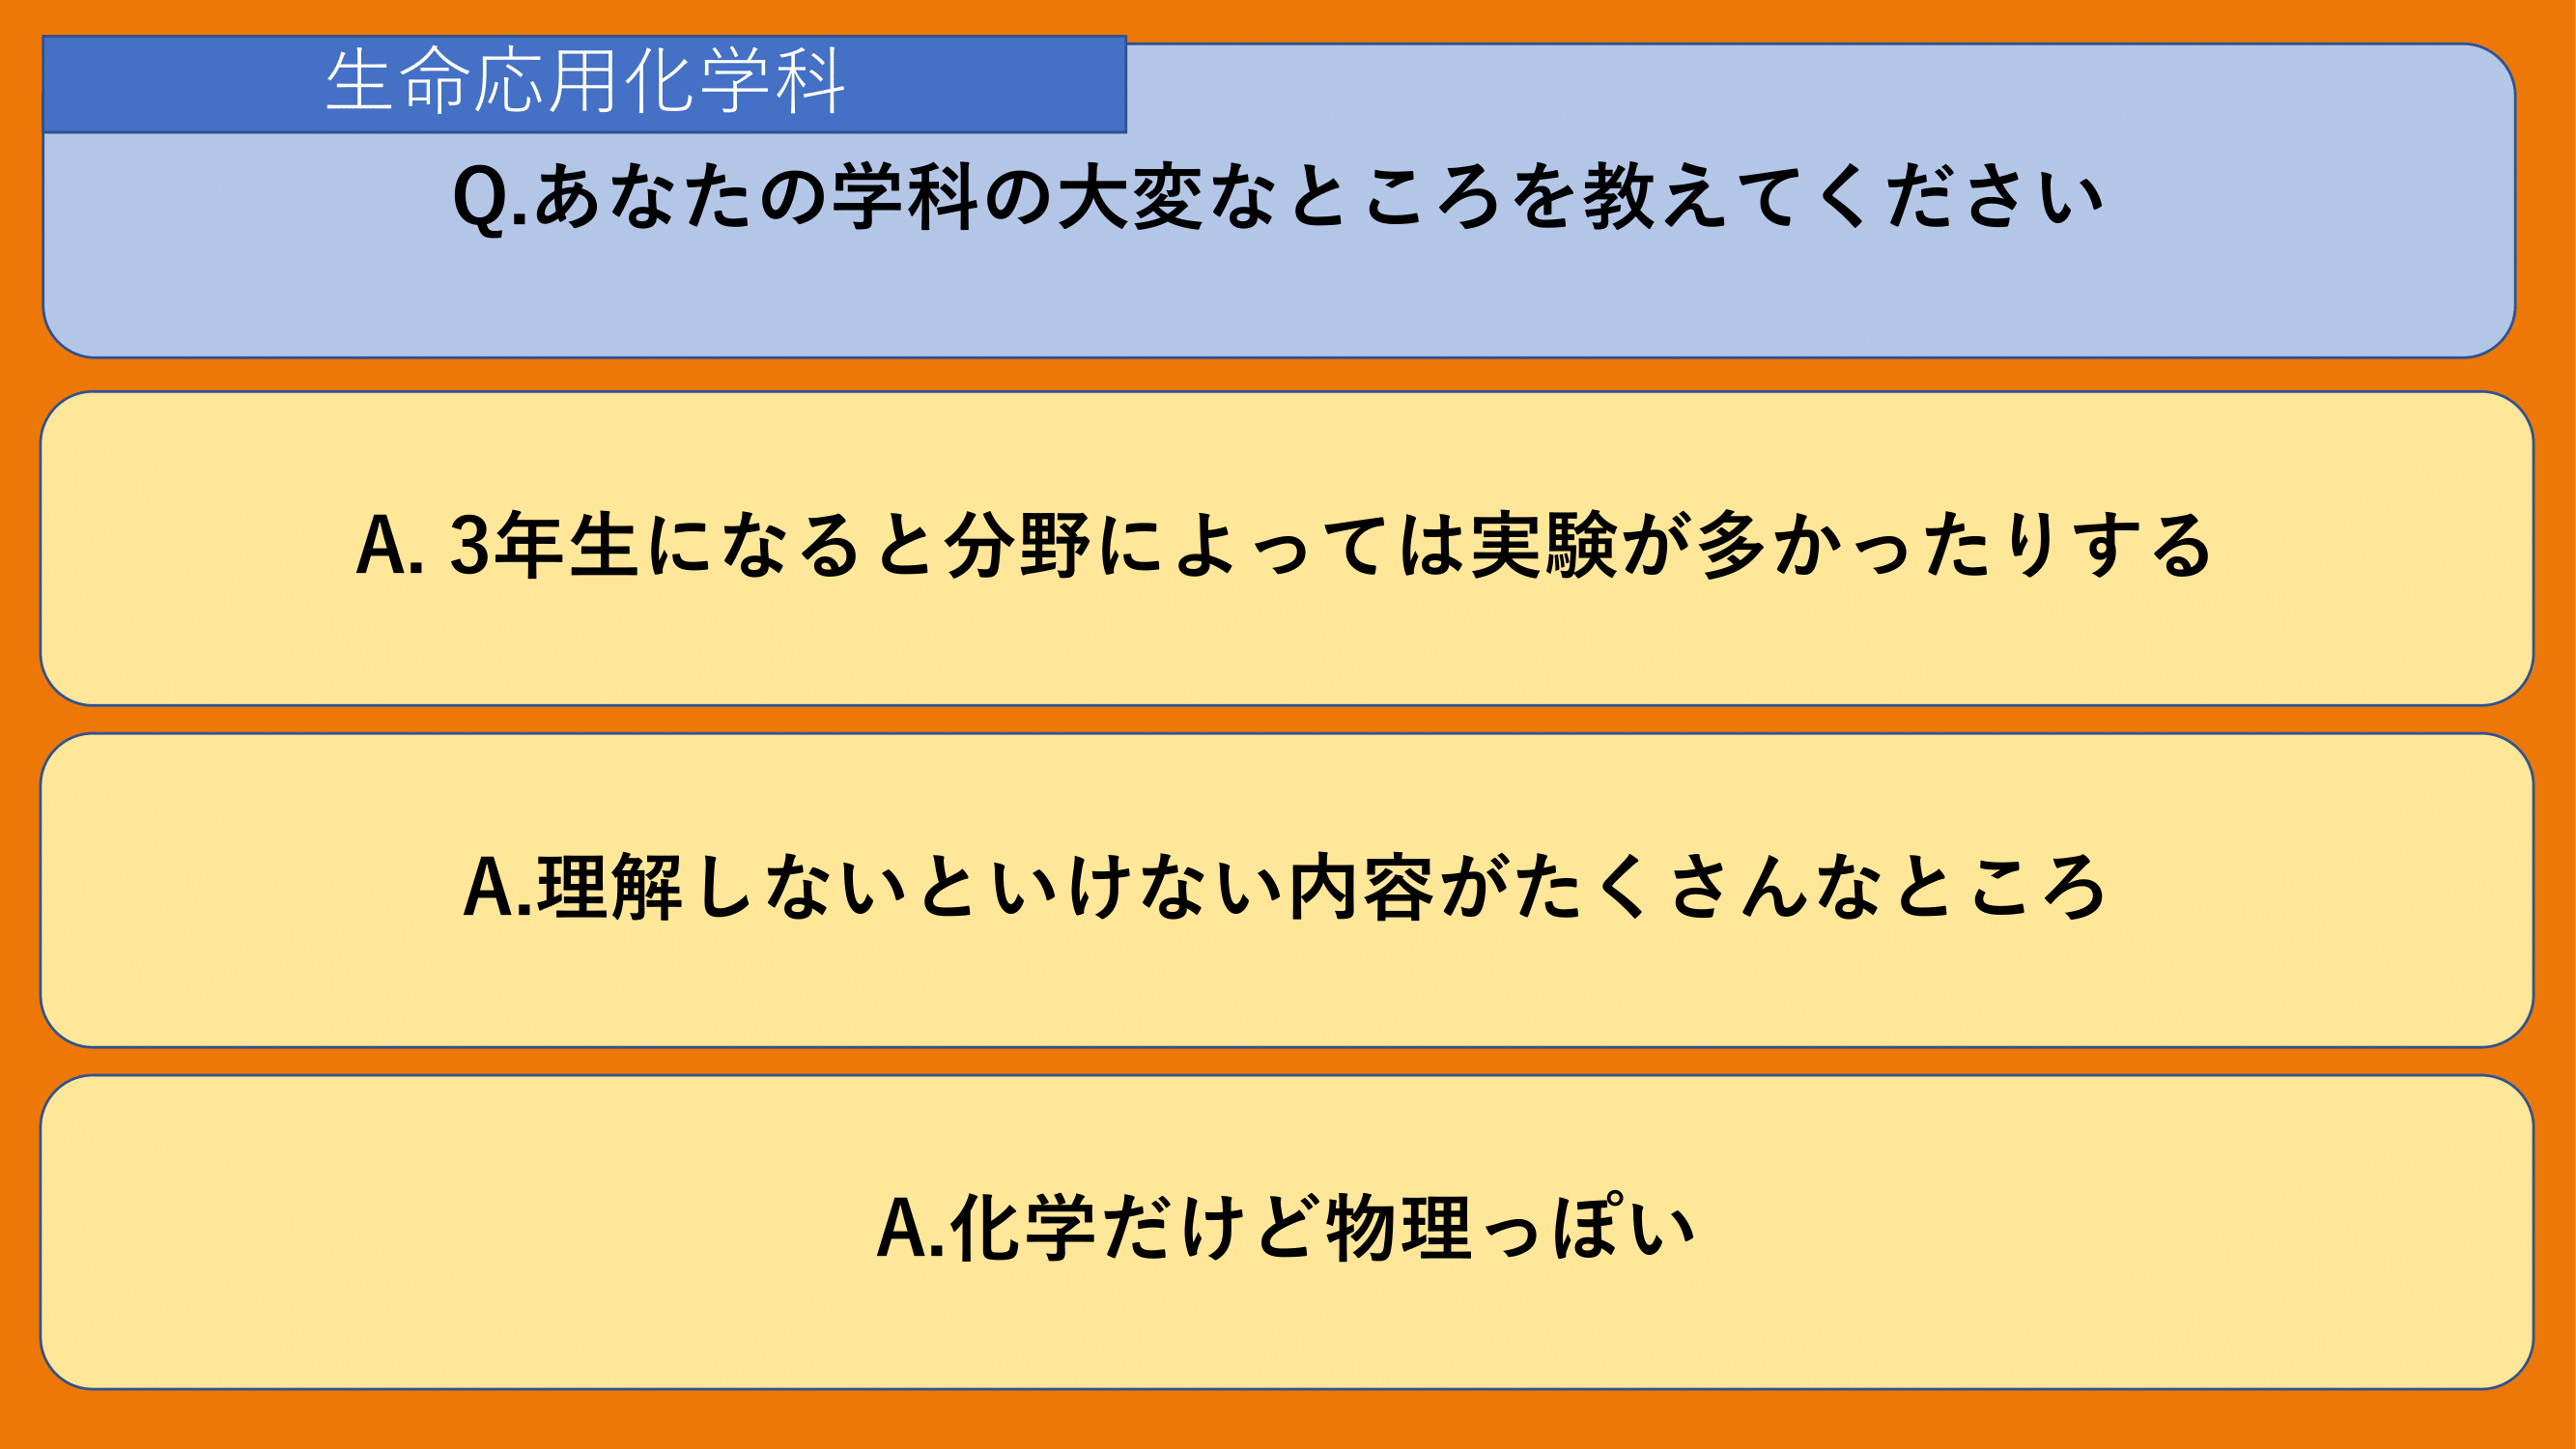 生命応用化学科
Q.あなたの学科の大変なところを教えてください
A. 3年生になると分野によっては実験が多かったりする
A.理解しないといけない内容がたくさんなところ
A.化学だけど物理っぽい